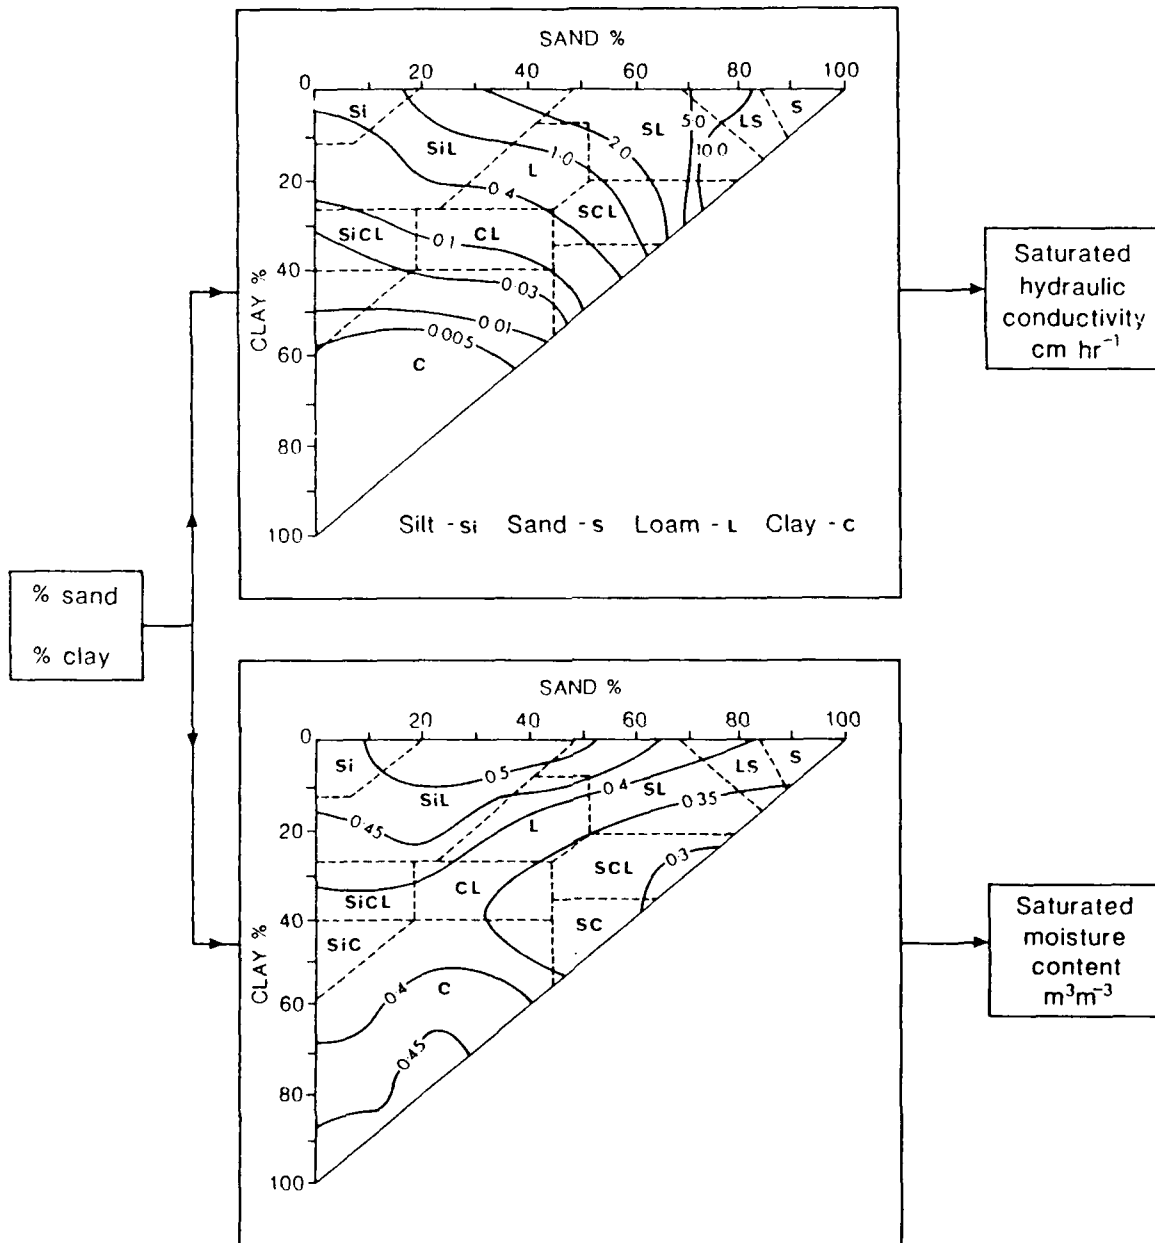 SAND %
0 20 40 60 80 100
Si SiL L SL LS S
SCL
SiCL CL
C
5.0
10.0
2.0
1.0
0.4
0.1
0.03
0.01
0.005
20
40
60
80
100
CLAY %
Silt - Si Sand - S Loam - L Clay - C
Saturated
hydraulic
conductivity
cm hr⁻¹
% sand
% clay
SAND %
0 20 40 60 80 100
Si SiL L SL LS S
SCL
SiCL CL
SiC SC
C
0.5
0.4
0.35
0.45
0.3
0.4
0.45
20
40
60
80
100
CLAY %
Saturated
moisture
content
m³m⁻³